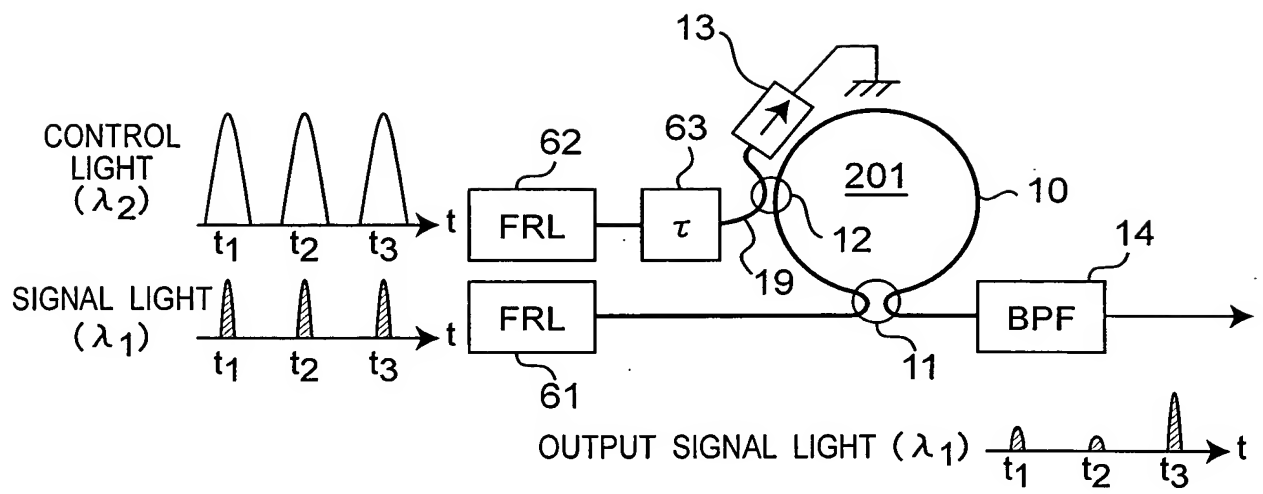 13
CONTROL
LIGHT
(λ2)
t
t1 t2 t3
62
FRL
63
τ
201
10
12
19
14
SIGNAL LIGHT
(λ1)
t
t1 t2 t3
FRL
61
11
BPF
OUTPUT SIGNAL LIGHT (λ1)
t
t1 t2 t3